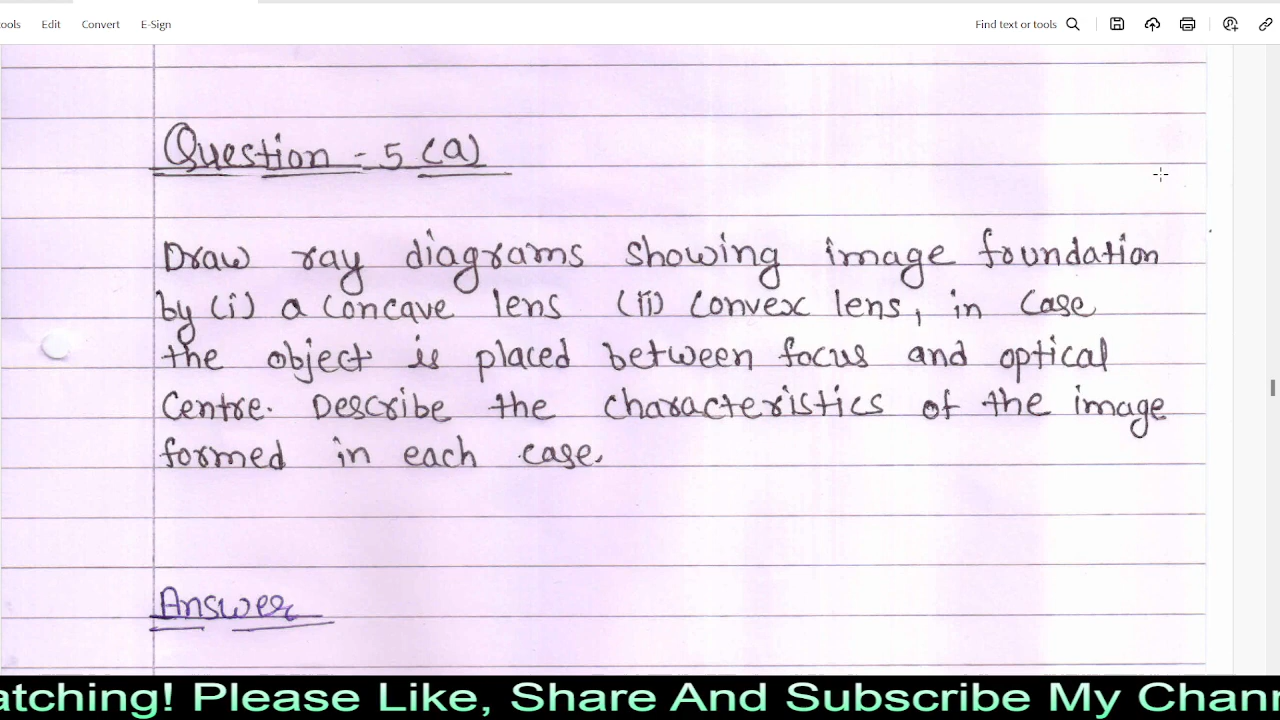 ools Edit Convert E-Sign Find text or tools
Question - 5 (a)
Draw ray diagrams showing image foundation
by (i) a concave lens (ii) convex lens, in case
the object is placed between focus and optical
Centre. Describe the characteristics of the image
formed in each case.
Answer
atching! Please Like, Share And Subscribe My Chann